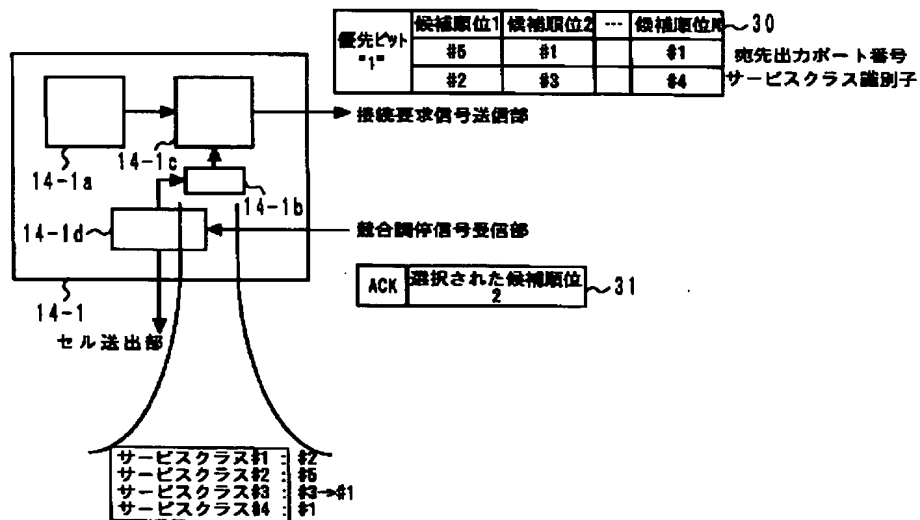 優先ビット "1" 候補順位1 候補順位2 --- 候補順位N 30
#5 #1 #1 宛先出力ポート番号
#2 #3 #4 サービスクラス識別子
接続要求信号送信部
14-1c
14-1a
14-1b
14-1d
競合調停信号受信部
ACK 選択された候補順位 2 31
14-1
セル送出部
サービスクラス#1 : #2
サービスクラス#2 : #5
サービスクラス#3 : #3→#1
サービスクラス#4 : #1